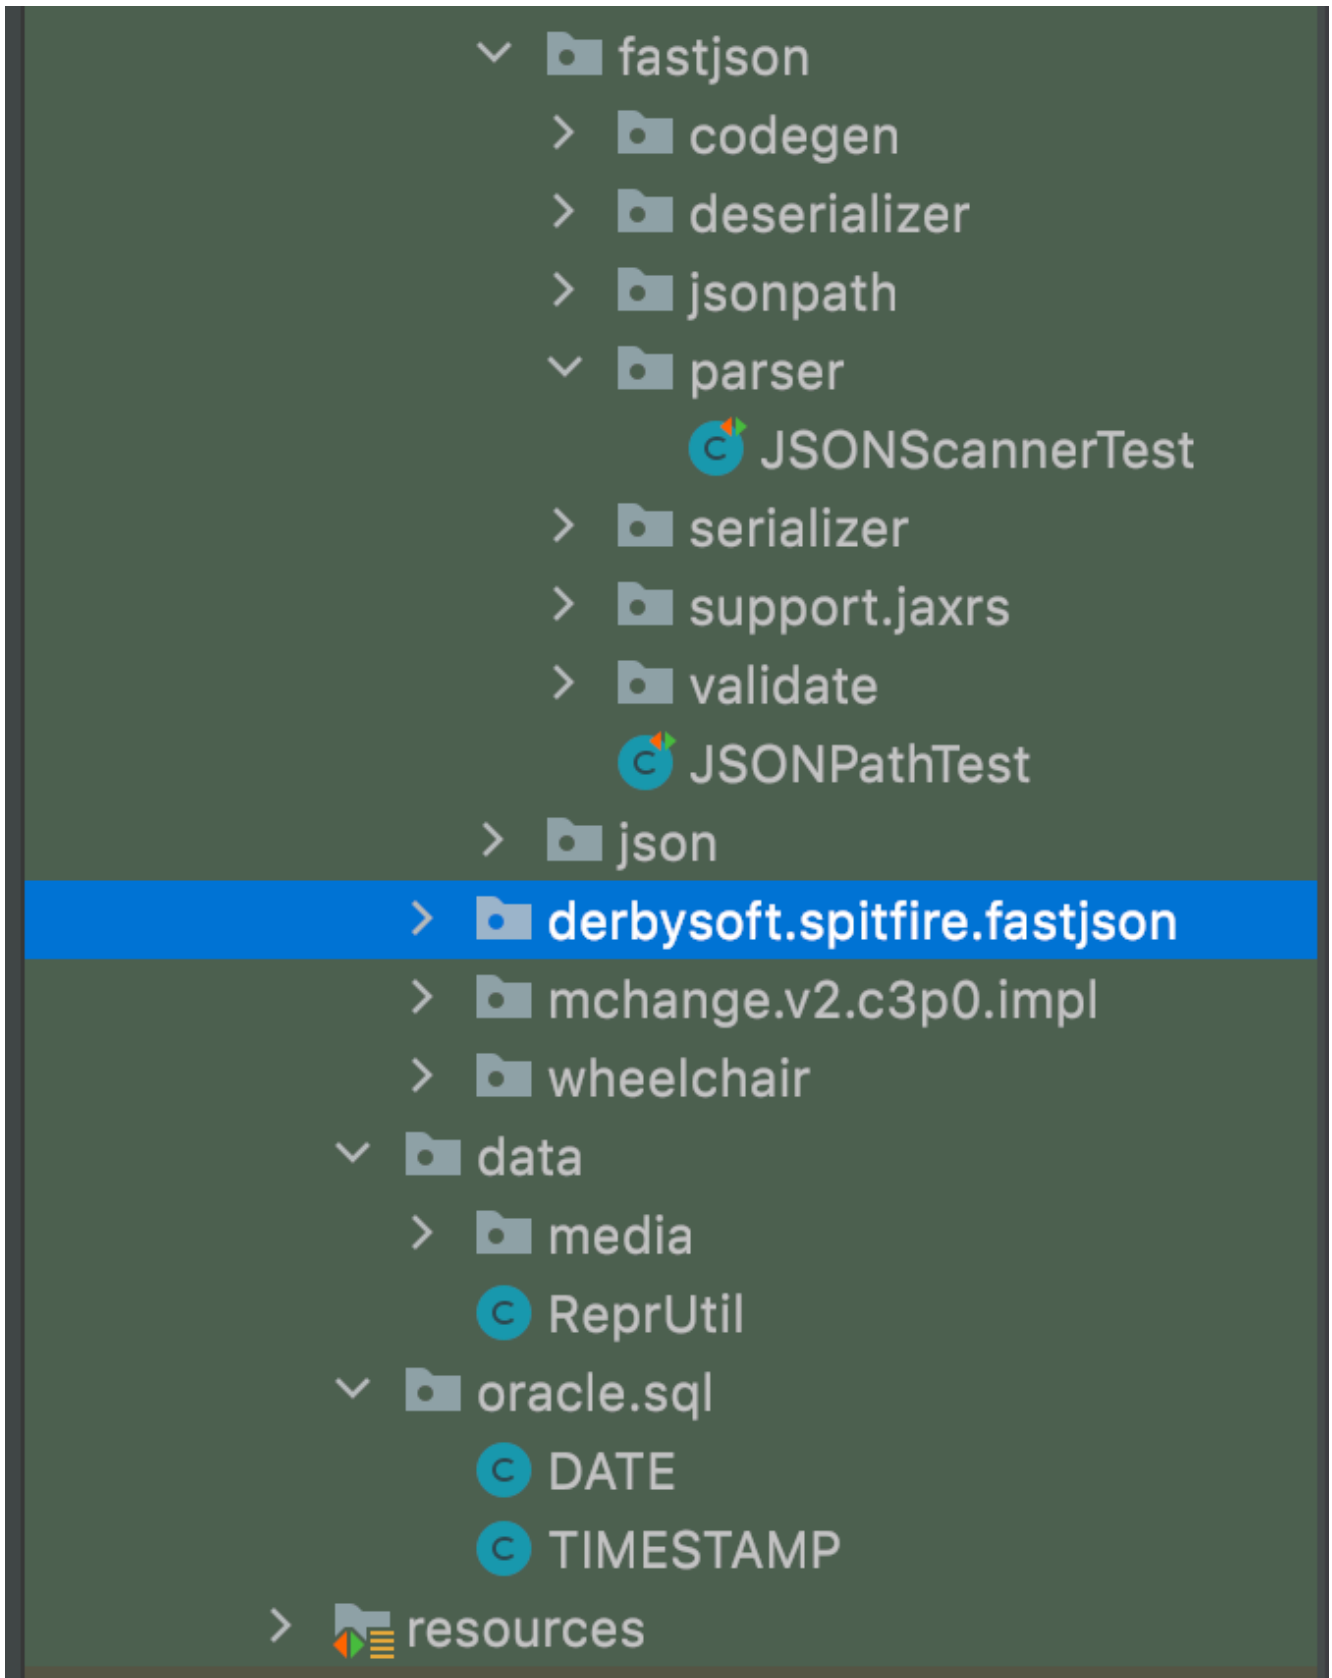 fastjson
codegen
deserializer
jsonpath
parser
JSONScannerTest
serializer
support.jaxrs
validate
JSONPathTest
json
derbysoft.spitfire.fastjson
mchange.v2.c3p0.impl
wheelchair
data
media
ReprUtil
oracle.sql
DATE
TIMESTAMP
resources